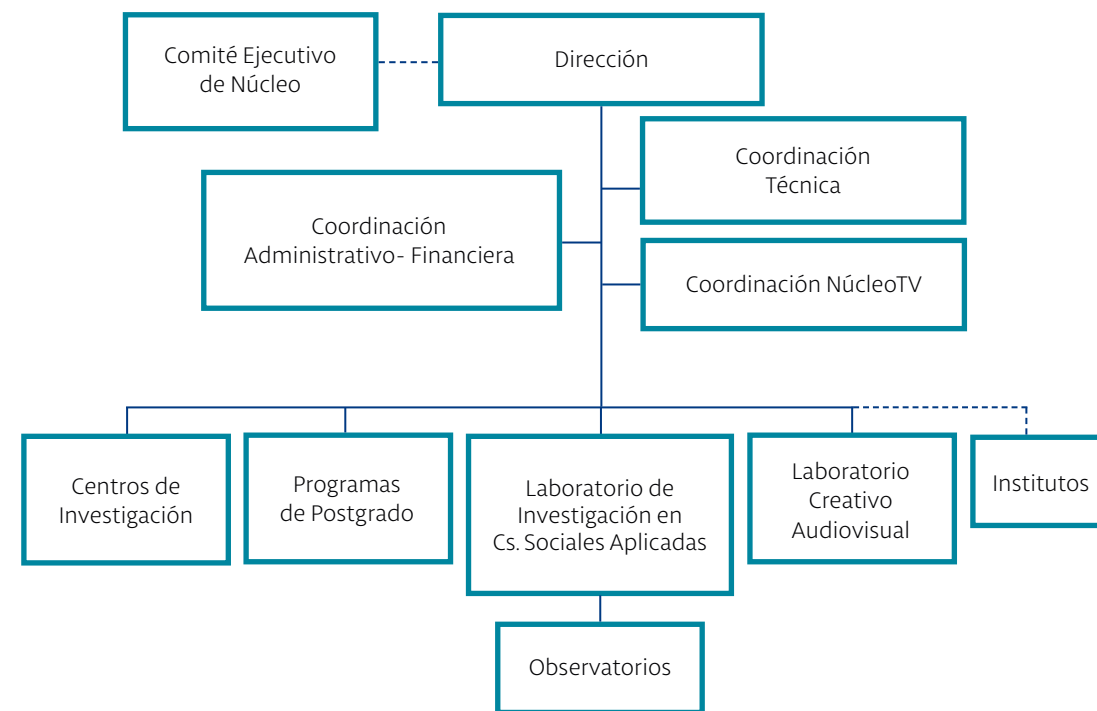 Comité Ejecutivo
de Núcleo
Dirección
Coordinación
Técnica
Coordinación
Administrativo- Financiera
Coordinación NúcleoTV
Centros de
Investigación
Programas
de Postgrado
Laboratorio de
Investigación en
Cs. Sociales Aplicadas
Laboratorio
Creativo
Audiovisual
Institutos
Observatorios